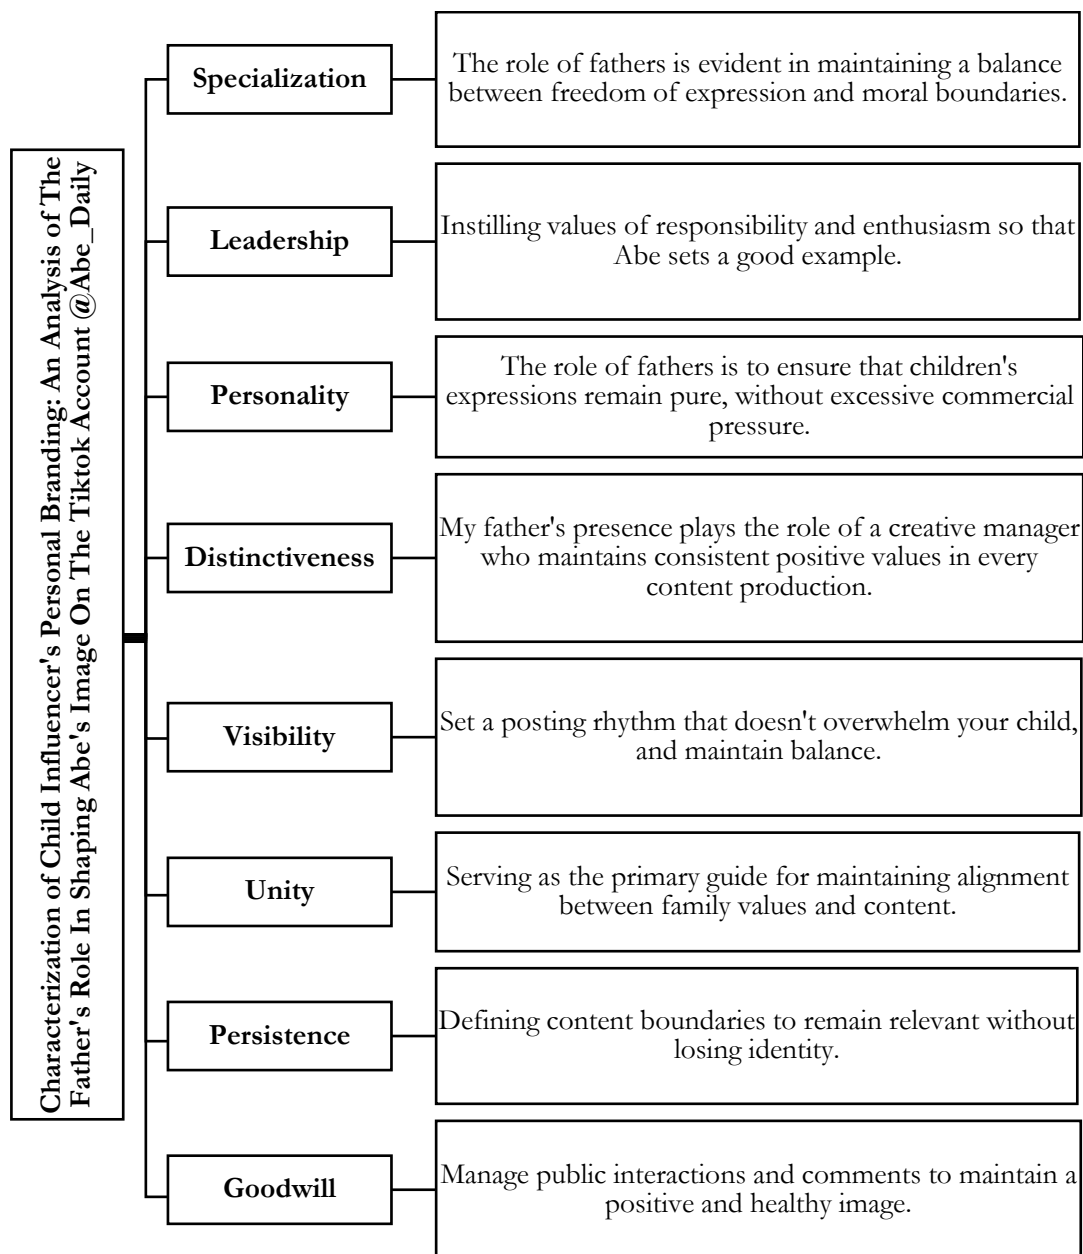 Characterization of Child Influencer's Personal Branding: An Analysis of The
Father's Role In Shaping Abe's Image On The Tiktok Account @Abe_Daily
Specialization
The role of fathers is evident in maintaining a balance
between freedom of expression and moral boundaries.
Leadership
Instilling values of responsibility and enthusiasm so that
Abe sets a good example.
Personality
The role of fathers is to ensure that children's
expressions remain pure, without excessive commercial
pressure.
Distinctiveness
My father's presence plays the role of a creative manager
who maintains consistent positive values in every
content production.
Visibility
Set a posting rhythm that doesn't overwhelm your child,
and maintain balance.
Unity
Serving as the primary guide for maintaining alignment
between family values and content.
Persistence
Defining content boundaries to remain relevant without
losing identity.
Goodwill
Manage public interactions and comments to maintain a
positive and healthy image.